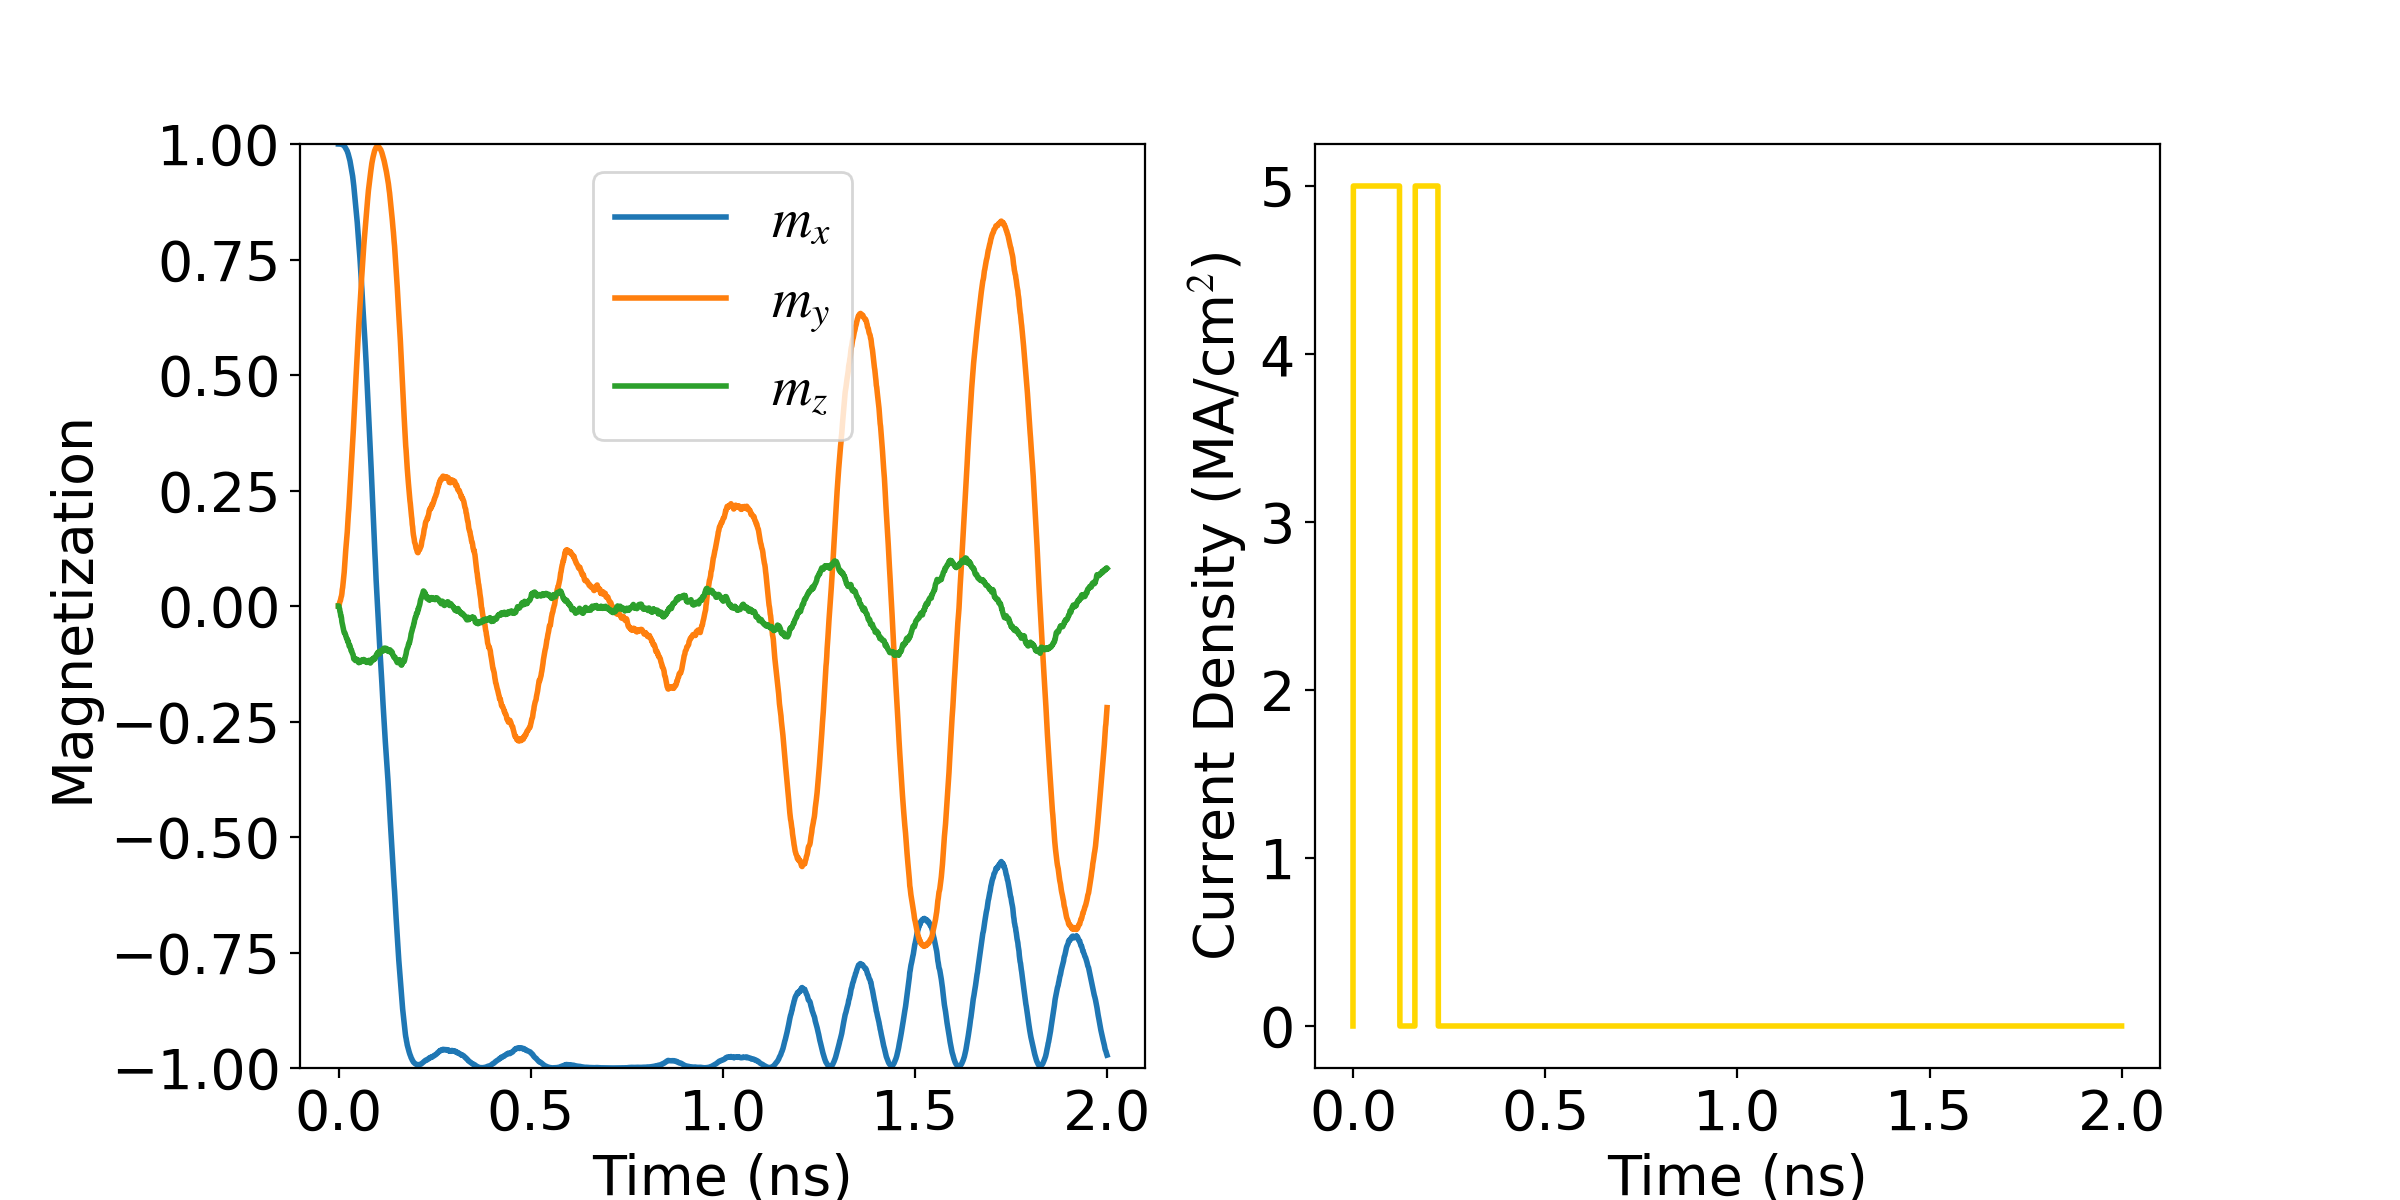 1.00
0.75
0.50
0.25
0.00
−0.25
−0.50
−0.75
−1.00
Magnetization
0.0 0.5 1.0 1.5 2.0
Time (ns)
m_x
m_y
m_z
5
4
3
2
1
0
Current Density (MA/cm²)
0.0 0.5 1.0 1.5 2.0
Time (ns)